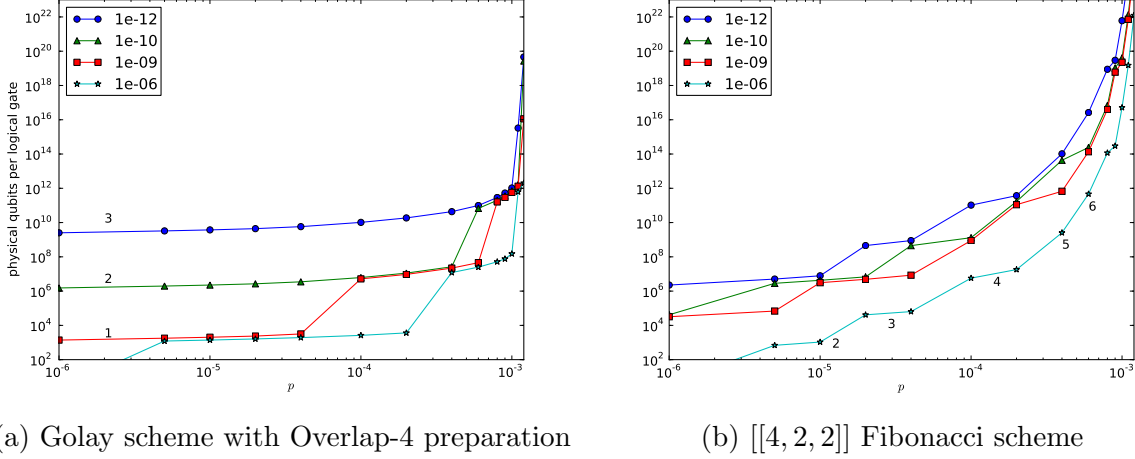 10^22
10^20
10^18
10^16
10^14
10^12
10^10
10^8
10^6
10^4
10^2
physical qubits per logical gate
1e-12
1e-10
1e-09
1e-06
3
2
1
10^-6
10^-5
10^-4
10^-3
p
10^22
10^20
10^18
10^16
10^14
10^12
10^10
10^8
10^6
10^4
10^2
1e-12
1e-10
1e-09
1e-06
6
5
4
3
2
10^-6
10^-5
10^-4
10^-3
p
a) Golay scheme with Overlap-4 preparation
(b) [[4, 2, 2]] Fibonacci scheme